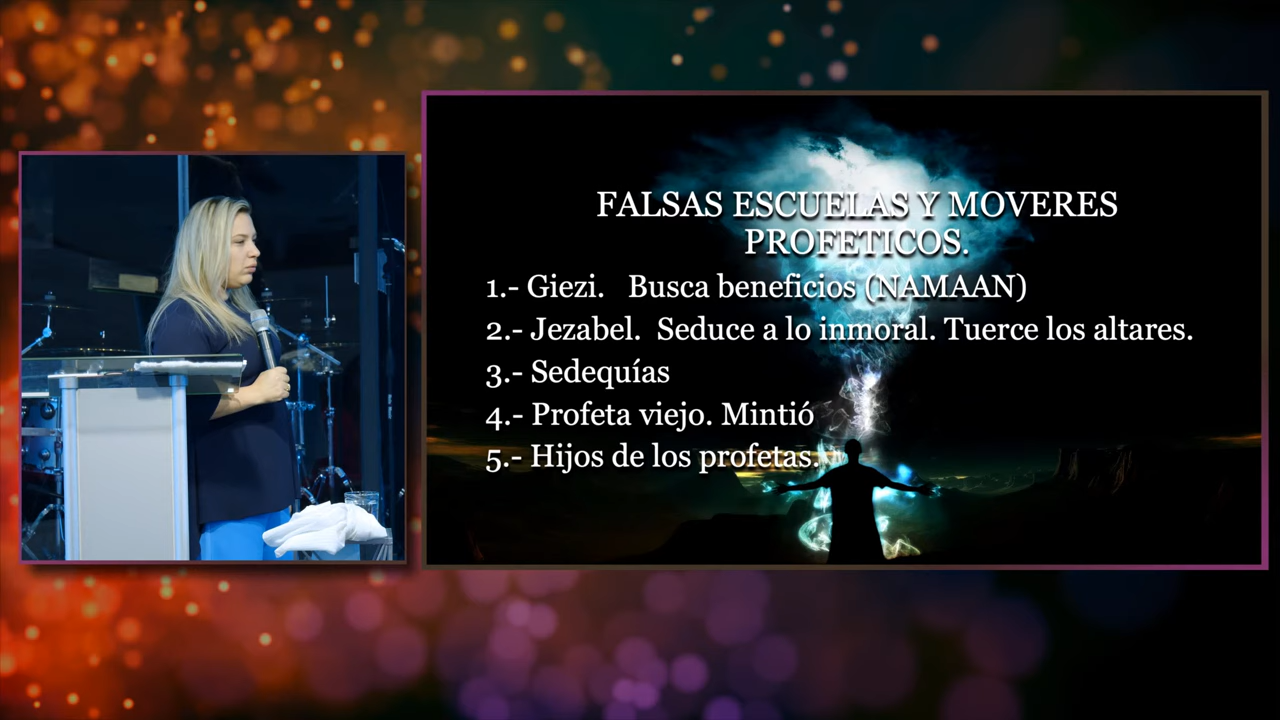 FALSAS ESCUELAS Y MOVERES
PROFETICOS.
1.- Giezi. Busca beneficios (NAMAAN)
2.- Jezabel. Seduce a lo inmoral. Tuerce los altares.
3.- Sedequías
4.- Profeta viejo. Mintió
5.- Hijos de los profetas.